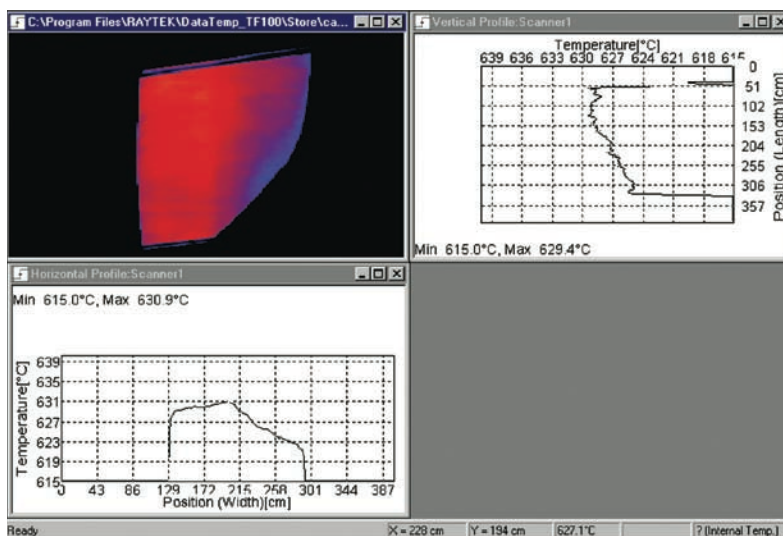 C:\Program Files\RAYTEK\DataTemp_TF100\Store\ca...
Vertical Profile:Scanner1
Temperature[°C]
639 636 633 630 627 624 621 618 615
0
51
102
153
204
255
306
357
Position (Length)[cm]
Min 615.0°C, Max 629.4°C
Horizontal Profile:Scanner1
Min 615.0°C, Max 630.9°C
Temperature[°C]
639
635
631
627
623
619
615
0 43 86 129 172 215 258 301 344 387
Position (Width)[cm]
Ready
X = 228 cm
Y = 194 cm
627.1°C
? (Internal Temp.)